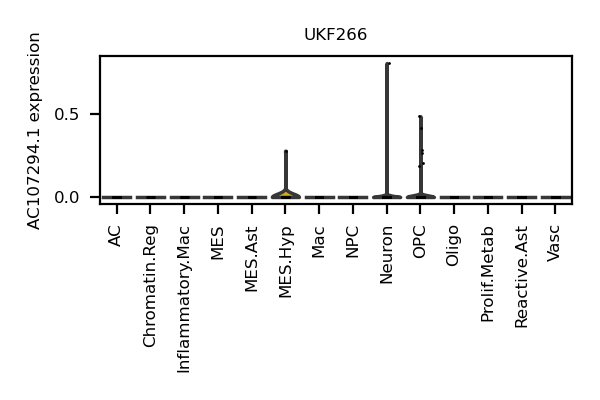 UKF266
AC107294.1 expression
0.5
0.0
AC
Chromatin.Reg
Inflammatory.Mac
MES
MES.Ast
MES.Hyp
Mac
NPC
Neuron
OPC
Oligo
Prolif.Metab
Reactive.Ast
Vasc